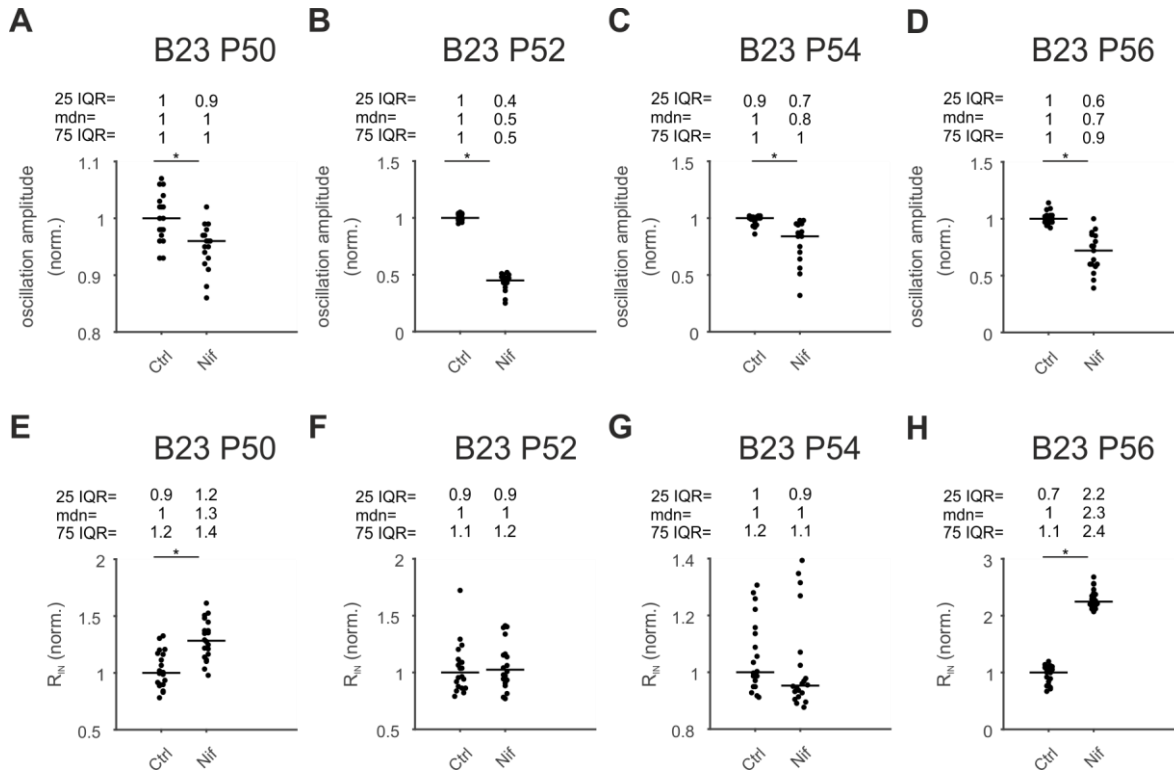 A
B23 P50
25 IQR= 1 0.9
mdn= 1 1
75 IQR= 1 1
*
oscillation amplitude
(norm.)
1.1
1
0.9
0.8
Ctrl
Nif
B
B23 P52
25 IQR= 1 0.4
mdn= 1 0.5
75 IQR= 1 0.5
*
oscillation amplitude
(norm.)
1.5
1
0.5
0
Ctrl
Nif
C
B23 P54
25 IQR= 0.9 0.7
mdn= 1 0.8
75 IQR= 1 1
*
oscillation amplitude
(norm.)
1.5
1
0.5
0
Ctrl
Nif
D
B23 P56
25 IQR= 1 0.6
mdn= 1 0.7
75 IQR= 1 0.9
*
oscillation amplitude
(norm.)
1.5
1
0.5
0
Ctrl
Nif
E
B23 P50
25 IQR= 0.9 1.2
mdn= 1 1.3
75 IQR= 1.2 1.4
*
R_IN (norm.)
2
1.5
1
0.5
Ctrl
Nif
F
B23 P52
25 IQR= 0.9 0.9
mdn= 1 1
75 IQR= 1.1 1.2
R_IN (norm.)
2
1.5
1
0.5
Ctrl
Nif
G
B23 P54
25 IQR= 1 0.9
mdn= 1 1
75 IQR= 1.2 1.1
R_IN (norm.)
1.4
1.2
1
0.8
Ctrl
Nif
H
B23 P56
25 IQR= 0.7 2.2
mdn= 1 2.3
75 IQR= 1.1 2.4
*
R_IN (norm.)
3
2
1
0
Ctrl
Nif